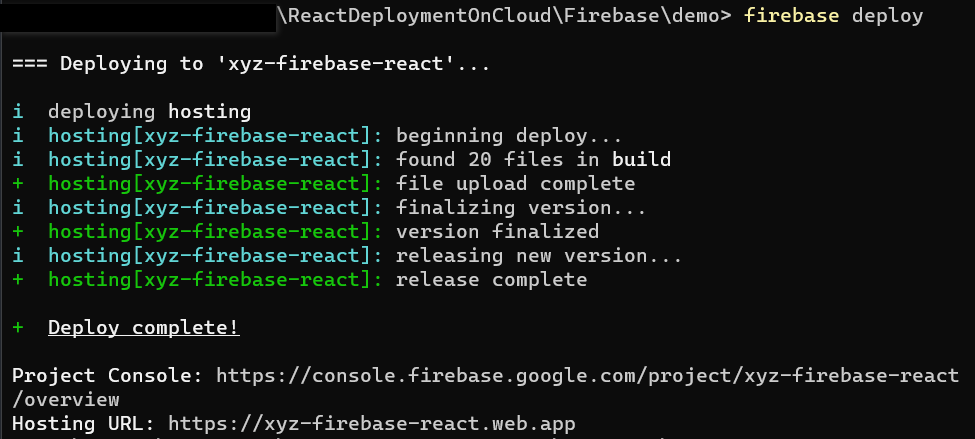 \ReactDeploymentOnCloud\Firebase\demo> firebase deploy
=== Deploying to 'xyz-firebase-react'...
i  deploying hosting
i  hosting[xyz-firebase-react]: beginning deploy...
i  hosting[xyz-firebase-react]: found 20 files in build
+  hosting[xyz-firebase-react]: file upload complete
i  hosting[xyz-firebase-react]: finalizing version...
+  hosting[xyz-firebase-react]: version finalized
i  hosting[xyz-firebase-react]: releasing new version...
+  hosting[xyz-firebase-react]: release complete
+  Deploy complete!
Project Console: https://console.firebase.google.com/project/xyz-firebase-react
/overview
Hosting URL: https://xyz-firebase-react.web.app